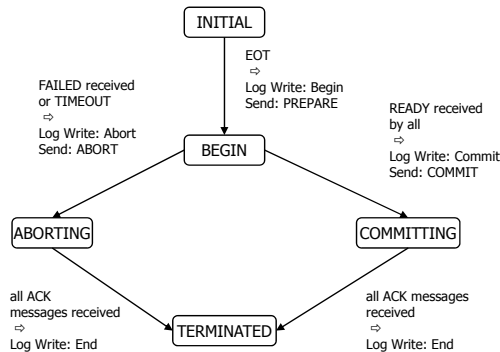 INITIAL
EOT
⇨
Log Write: Begin
Send: PREPARE
FAILED received
or TIMEOUT
⇨
Log Write: Abort
Send: ABORT
READY received
by all
⇨
Log Write: Commit
Send: COMMIT
BEGIN
ABORTING
COMMITTING
all ACK
messages received
⇨
Log Write: End
all ACK messages
received
⇨
Log Write: End
TERMINATED